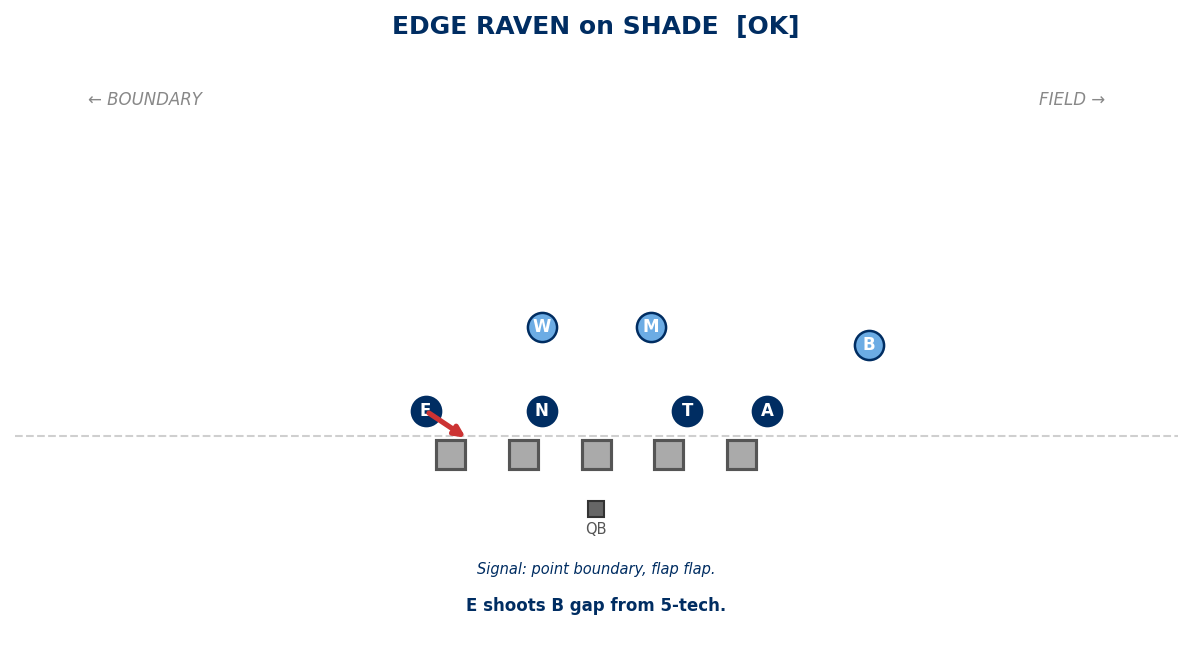 EDGE RAVEN on SHADE [OK]
← BOUNDARY
FIELD →
W
M
B
E
N
T
A
QB
Signal: point boundary, flap flap.
E shoots B gap from 5-tech.